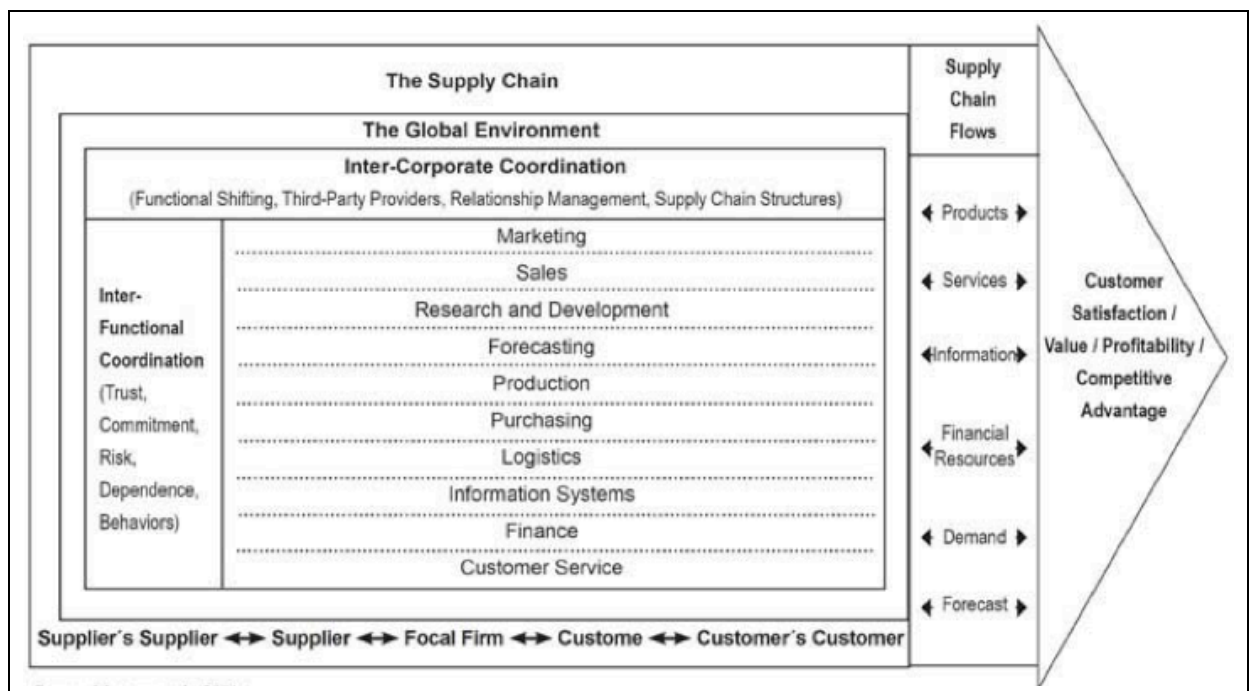 The Supply Chain
The Global Environment
Inter-Corporate Coordination
(Functional Shifting, Third-Party Providers, Relationship Management, Supply Chain Structures)
Inter-
Functional
Coordination
(Trust,
Commitment,
Risk,
Dependence,
Behaviors)
Marketing
Sales
Research and Development
Forecasting
Production
Purchasing
Logistics
Information Systems
Finance
Customer Service
Supplier´s Supplier Supplier Focal Firm Custome Customer´s Customer
Supply
Chain
Flows
Products
Services
Information
Financial
Resources
Demand
Forecast
Customer
Satisfaction /
Value / Profitability /
Competitive
Advantage